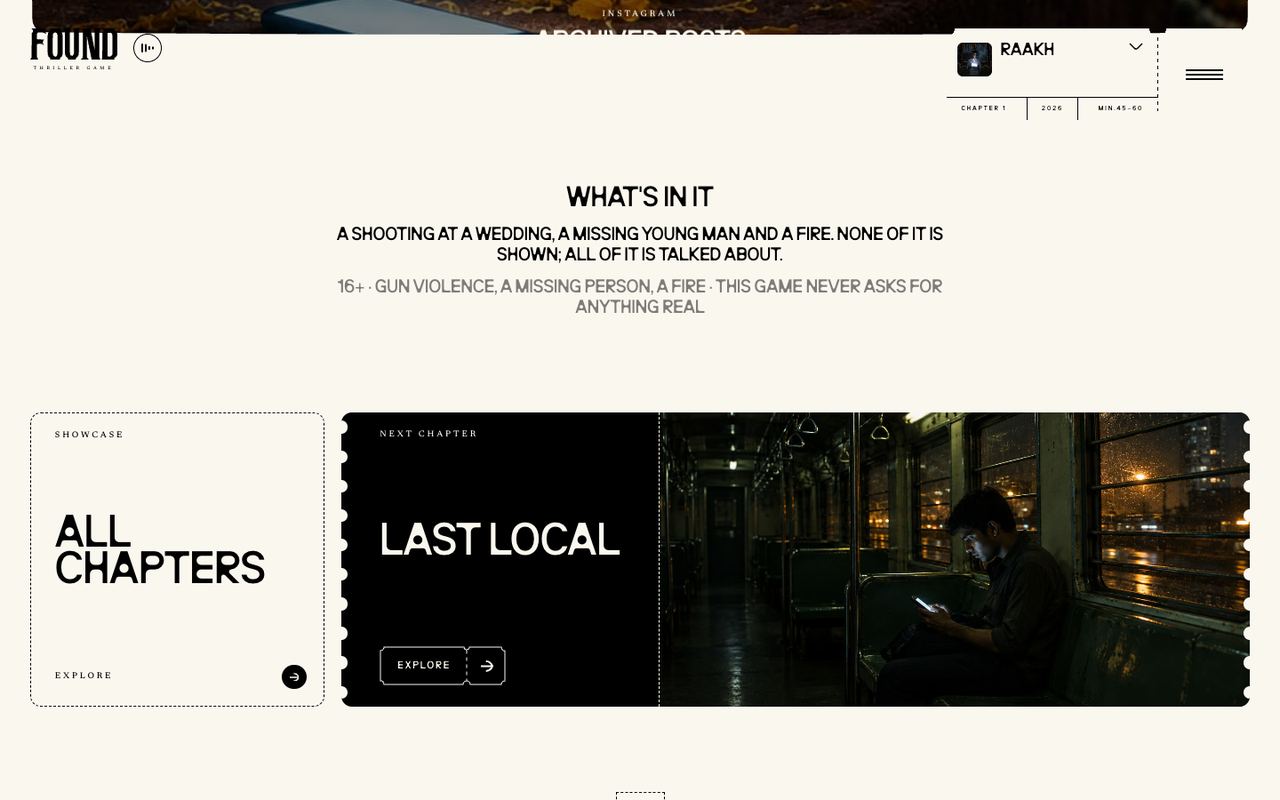 INSTAGRAM
ARCHIVED POSTS
FOUND
THRILLER GAME
RAAKH
CHAPTER 1
2026
MIN.45–60
WHAT'S IN IT
A SHOOTING AT A WEDDING, A MISSING YOUNG MAN AND A FIRE. NONE OF IT IS
SHOWN; ALL OF IT IS TALKED ABOUT.
16+ · GUN VIOLENCE, A MISSING PERSON, A FIRE · THIS GAME NEVER ASKS FOR
ANYTHING REAL
SHOWCASE
ALL
CHAPTERS
EXPLORE
NEXT CHAPTER
LAST LOCAL
EXPLORE